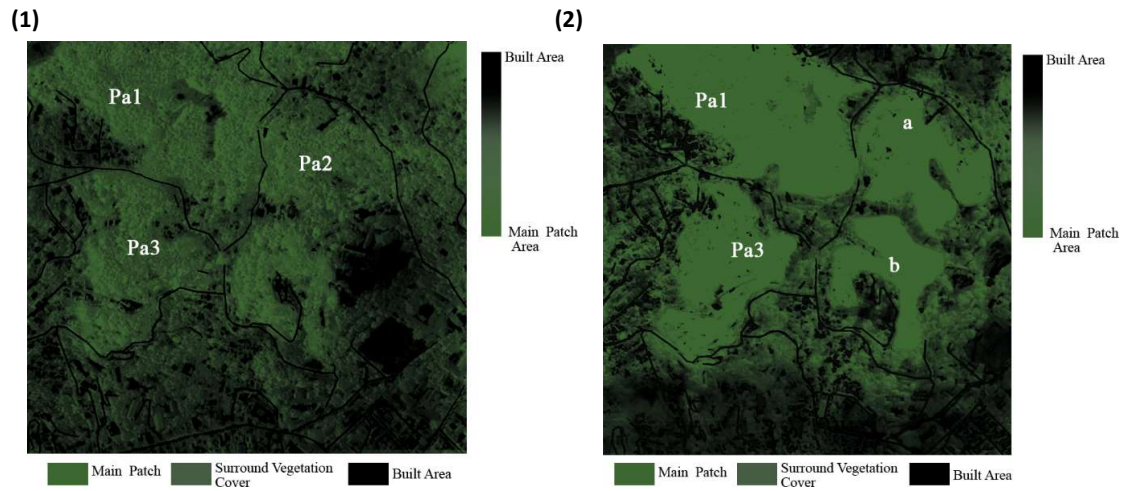 (1)
(2)
Pa1
Pa2
Pa3
Built Area
Main Patch
Area
Main Patch
Surround Vegetation
Cover
Built Area
Pa1
a
Pa3
b
Built Area
Main Patch
Area
Main Patch
Surround Vegetation
Cover
Built Area